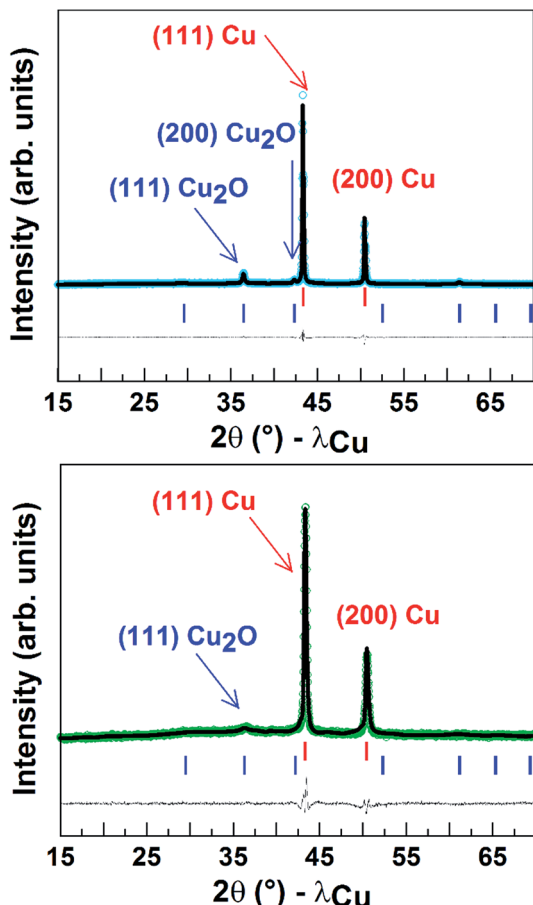 (111) Cu
(200) Cu₂O
(111) Cu₂O
(200) Cu
Intensity (arb. units)
15 25 35 45 55 65
2θ (°) - λCu
(111) Cu
(200) Cu
(111) Cu₂O
Intensity (arb. units)
15 25 35 45 55 65
2θ (°) - λCu